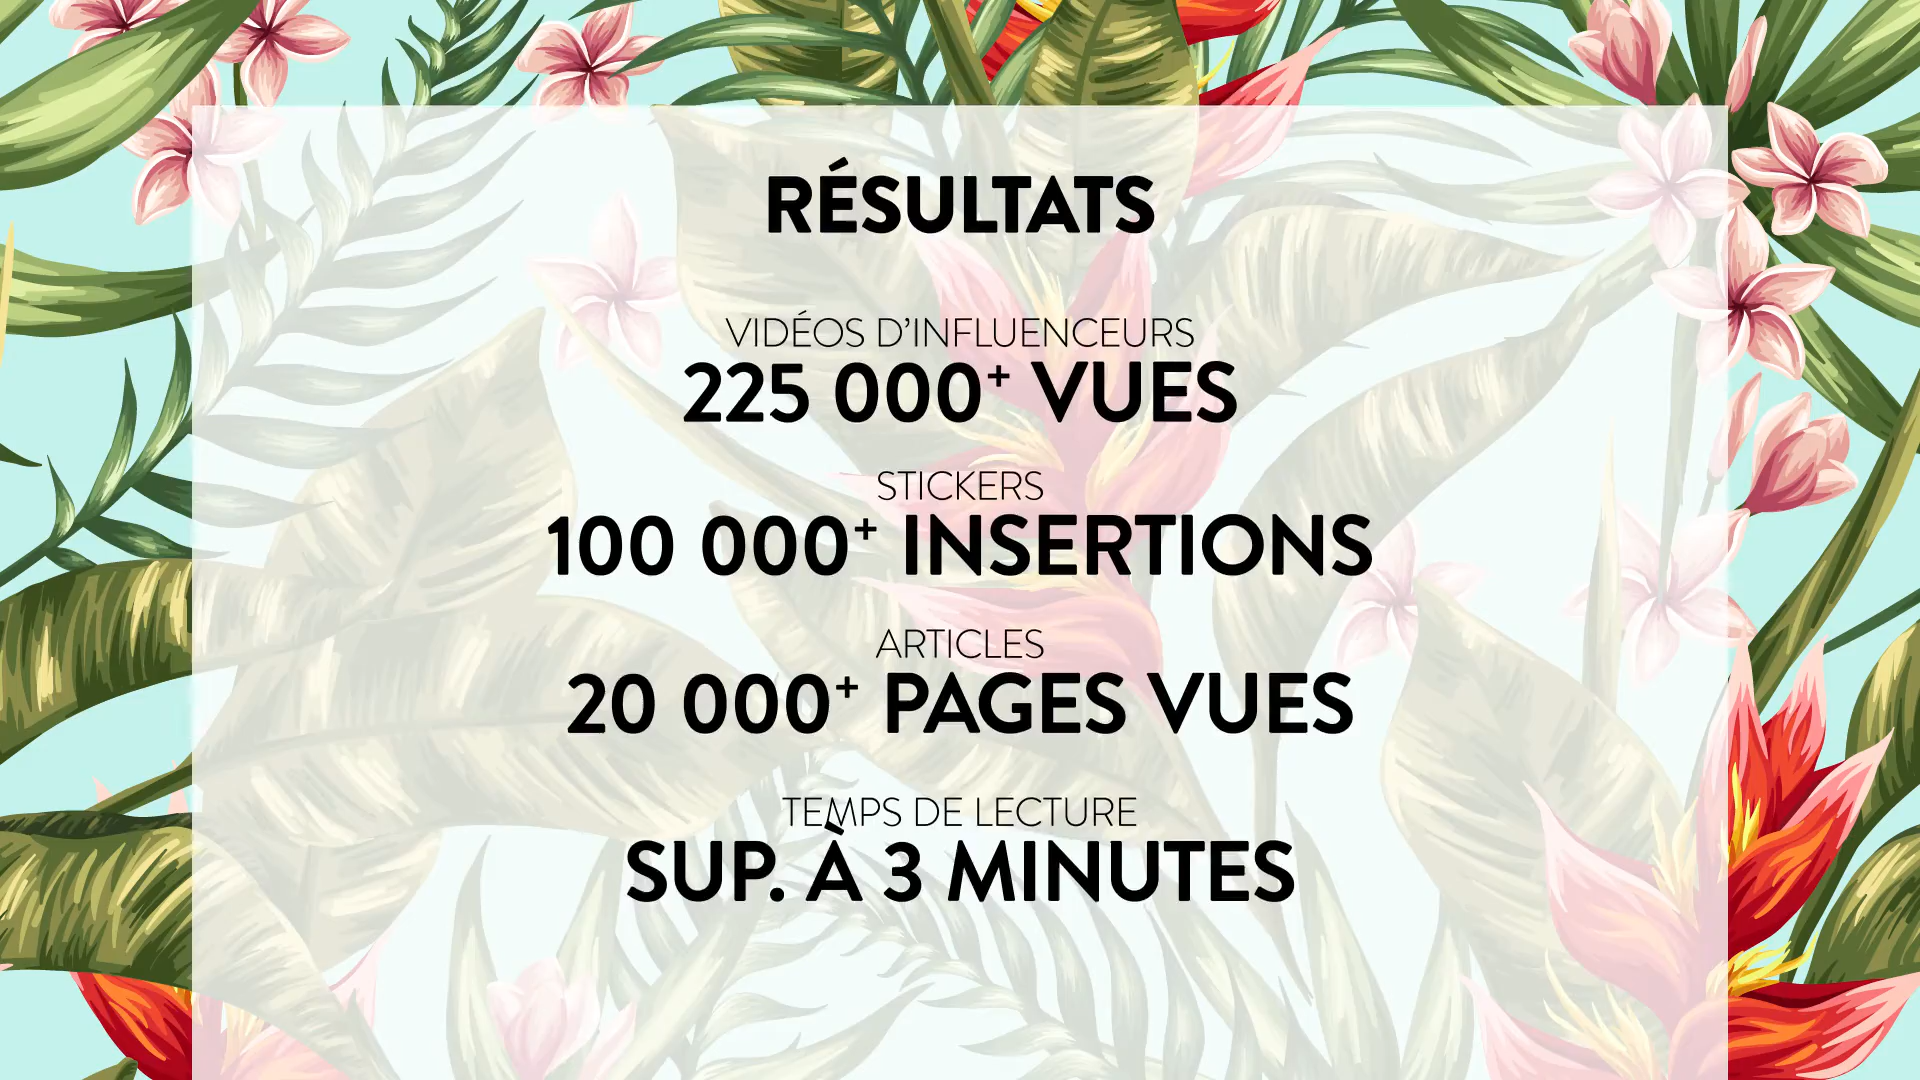 RÉSULTATS
VIDÉOS D’INFLUENCEURS
225 000+ VUES
STICKERS
100 000+ INSERTIONS
ARTICLES
20 000+ PAGES VUES
TEMPS DE LECTURE
SUP. À 3 MINUTES